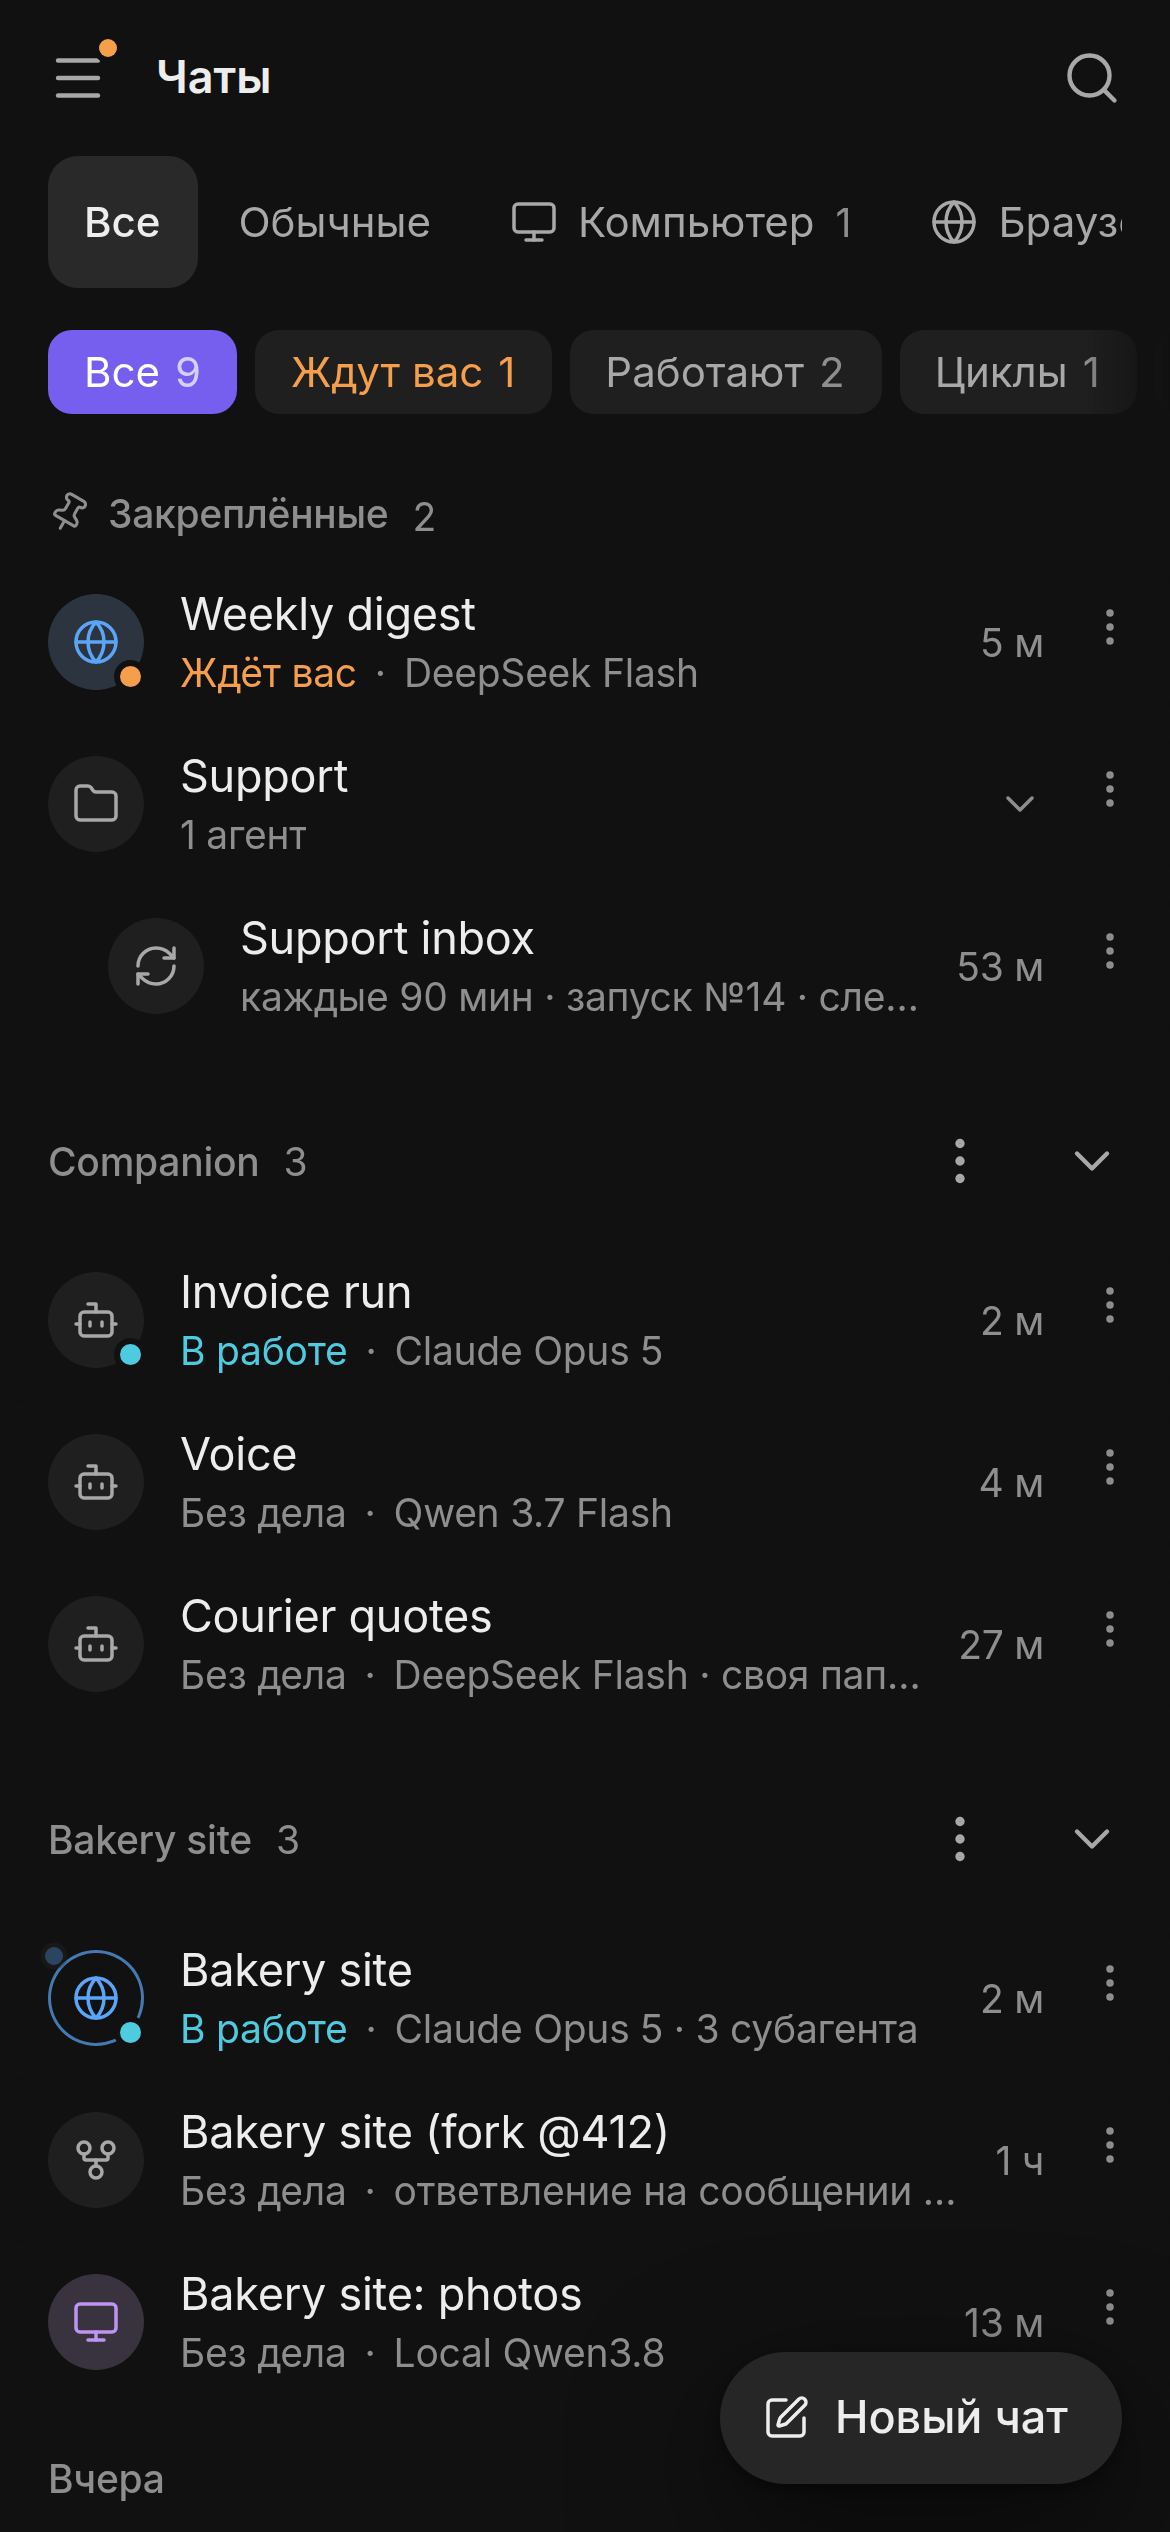 Чаты
Все Обычные Компьютер 1 Браузе
Все 9 Ждут вас 1 Работают 2 Циклы 1
Закреплённые 2
Weekly digest
Ждёт вас · DeepSeek Flash
5 м
Support
1 агент
Support inbox
каждые 90 мин · запуск №14 · сле...
53 м
Companion 3
Invoice run
В работе · Claude Opus 5
2 м
Voice
Без дела · Qwen 3.7 Flash
4 м
Courier quotes
Без дела · DeepSeek Flash · своя пап...
27 м
Bakery site 3
Bakery site
В работе · Claude Opus 5 · 3 субагента
2 м
Bakery site (fork @412)
Без дела · ответвление на сообщении ...
1 ч
Bakery site: photos
Без дела · Local Qwen3.8
13 м
Новый чат
Вчера